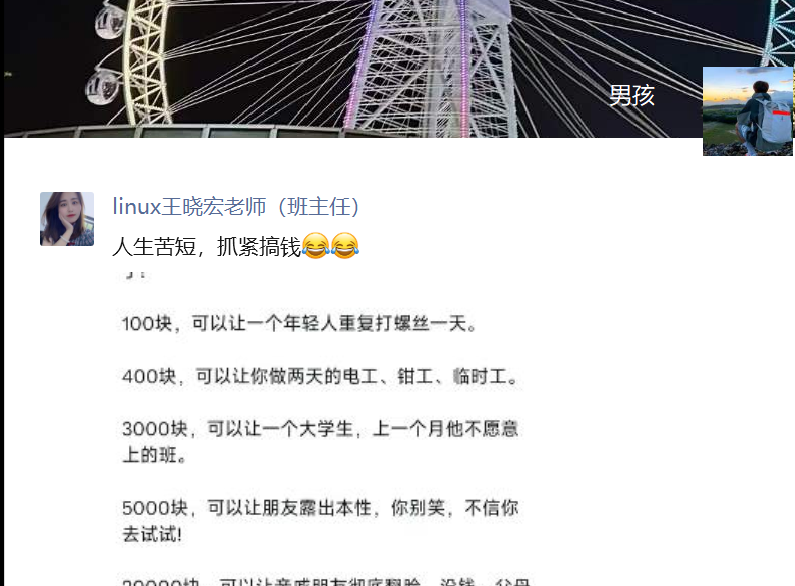 男孩
linux王晓宏老师（班主任）
人生苦短，抓紧搞钱😂😂
100块，可以让一个年轻人重复打螺丝一天。
400块，可以让你做两天的电工、钳工、临时工。
3000块，可以让一个大学生，上一个月他不愿意
上的班。
5000块，可以让朋友露出本性，你别笑，不信你
去试试!